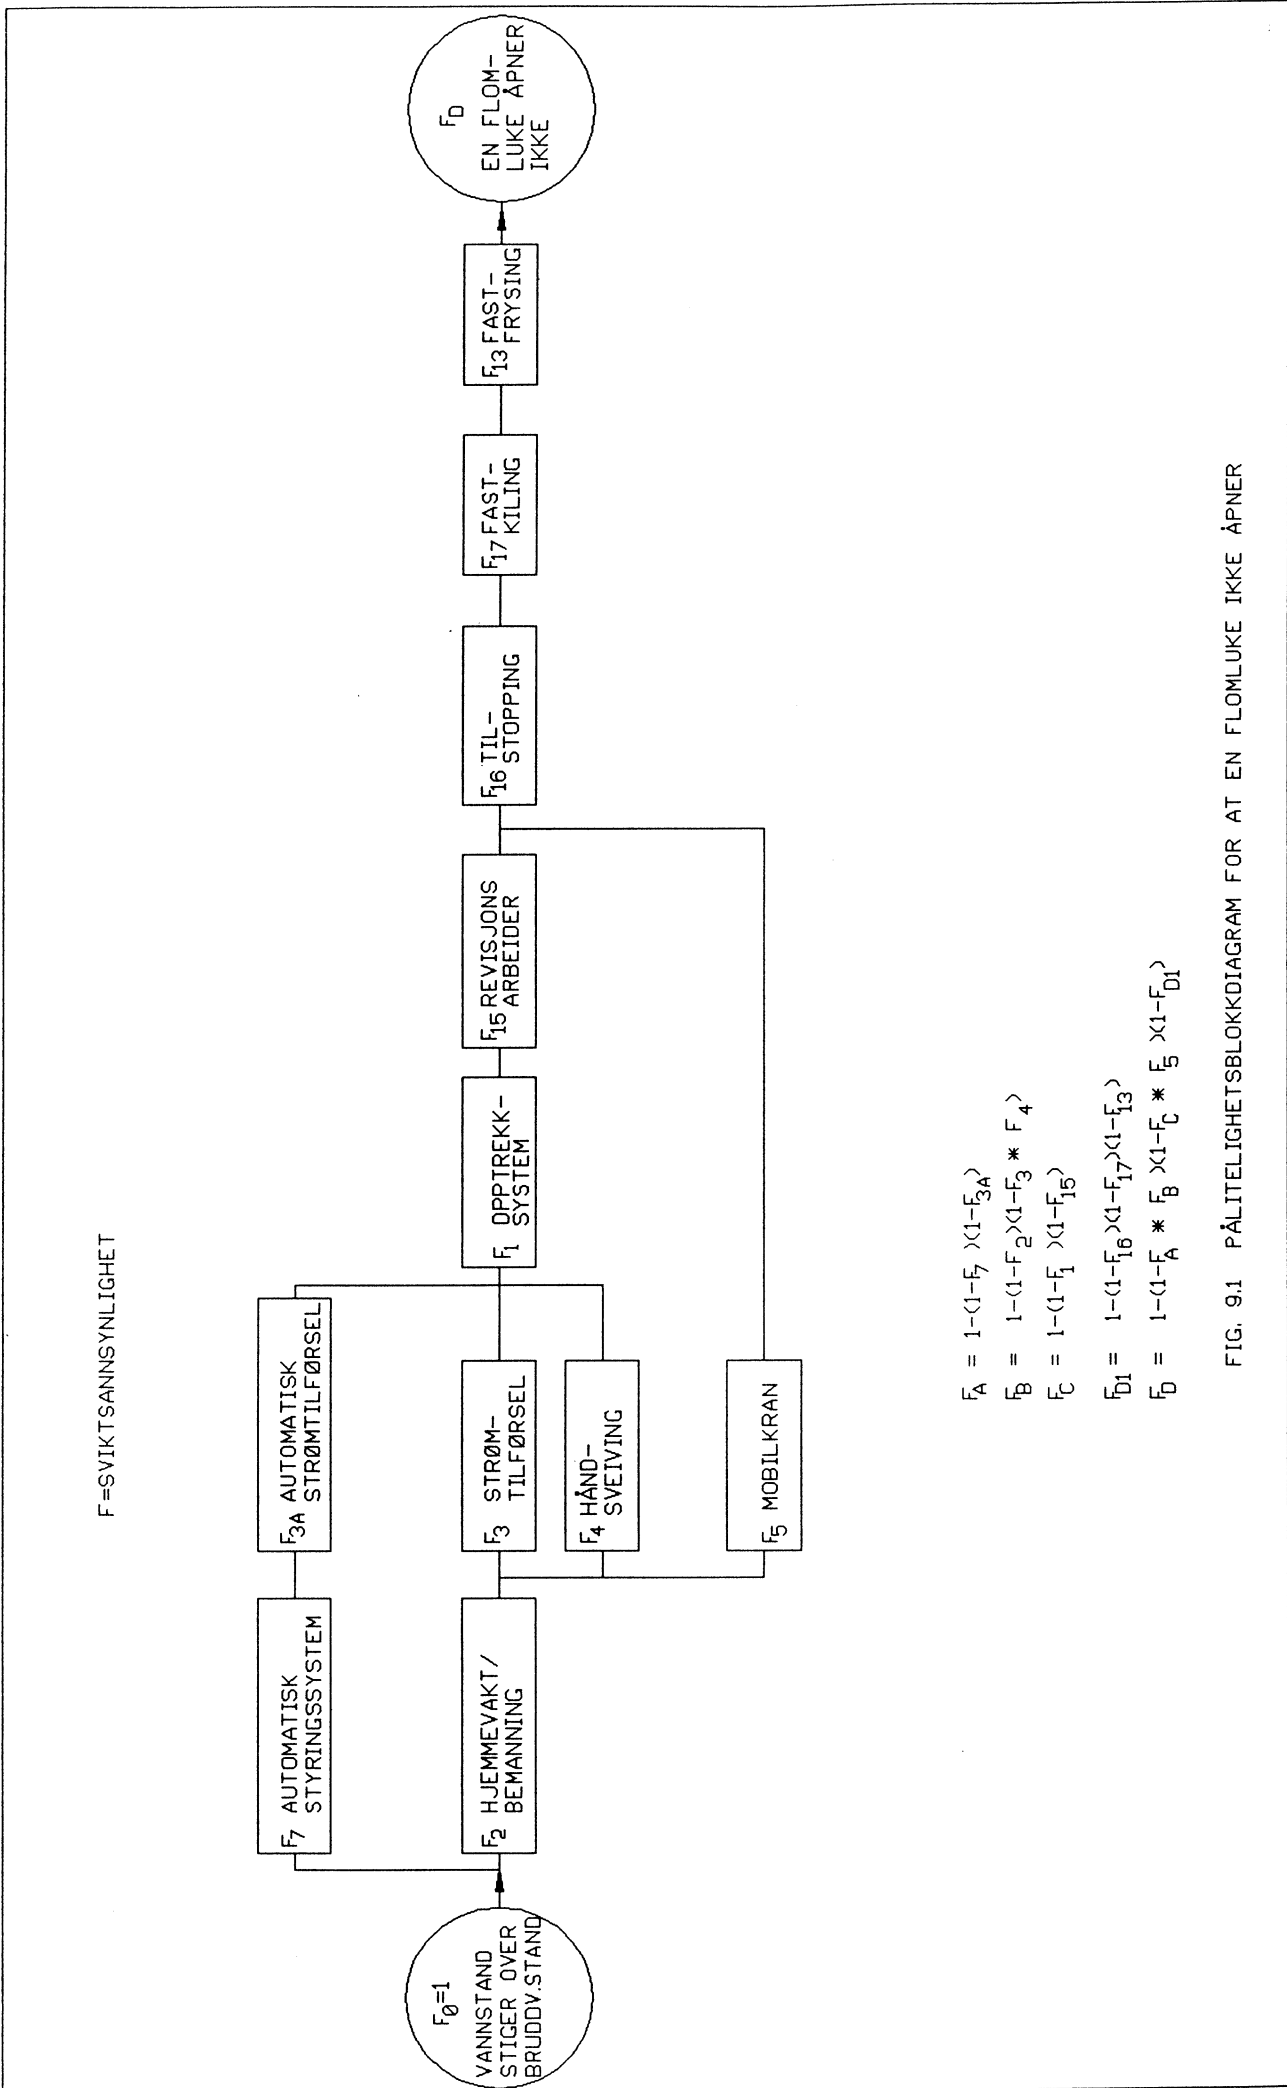 F=SVIKTSANNSYNLIGHET
F0=1
VANNSTAND
STIGER OVER
BRUDDV.STAND
F7 AUTOMATISK
STYRINGSSYSTEM
F3A AUTOMATISK
STRØMTILFØRSEL
F2 HJEMMEVAKT/
BEMANNING
F3 STRØM-
TILFØRSEL
F4 HÅND-
SVEIVING
F5 MOBILKRAN
F1 OPPTREKK-
SYSTEM
F15 REVISJONS
ARBEIDER
F16 TIL-
STOPPING
F17 FAST-
KILING
F13 FAST-
FRYSING
FD
EN FLOM-
LUKE ÅPNER
IKKE
FA = 1-(1-F7 )(1-F3A)
FB = 1-(1-F2)(1-F3 * F4)
FC = 1-(1-F1 )(1-F15)
FD1 = 1-(1-F16)(1-F17)(1-F13)
FD = 1-(1-FA * FB )(1-FC * F5 )(1-FD1)
FIG. 9.1 PÅLITELIGHETSBLOKKDIAGRAM FOR AT EN FLOMLUKE IKKE ÅPNER